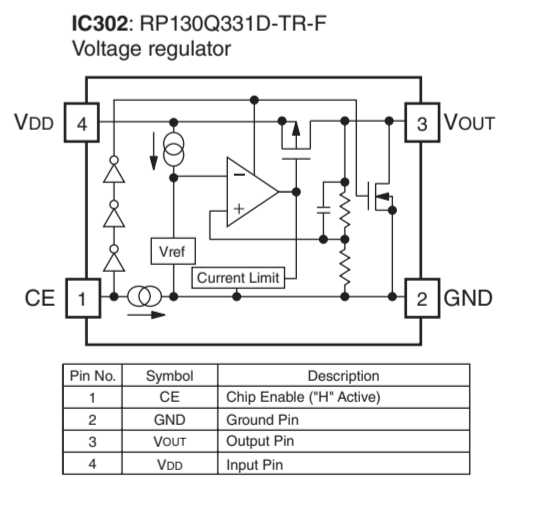 IC302: RP130Q331D-TR-F
Voltage regulator
VDD 4
3 VOUT
−
+
Vref
Current Limit
CE 1
2 GND
Pin No. Symbol Description
1 CE Chip Enable ("H" Active)
2 GND Ground Pin
3 VOUT Output Pin
4 VDD Input Pin